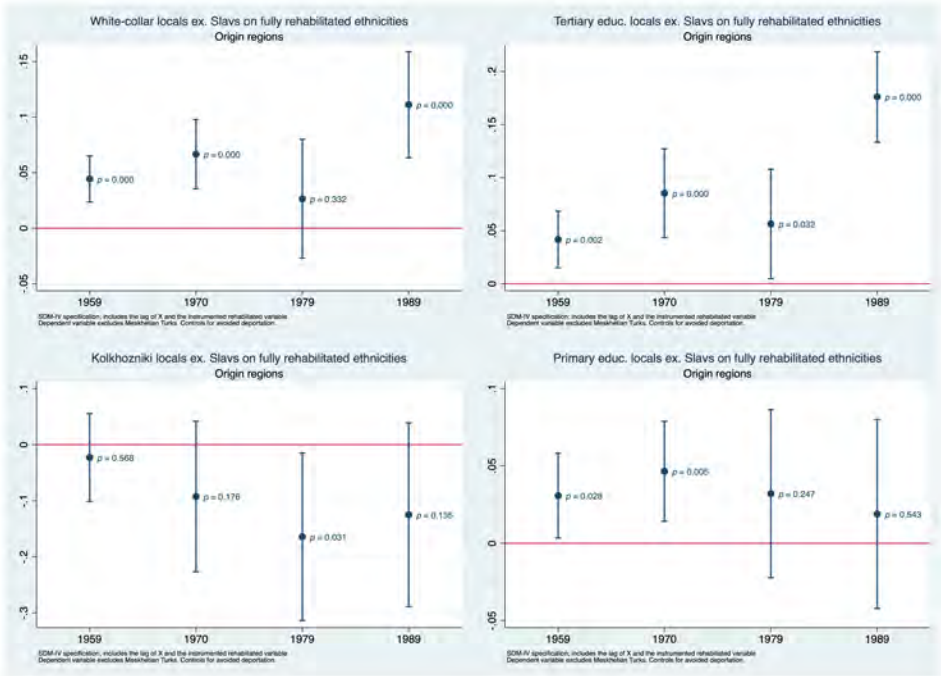 White-collar locals ex. Slavs on fully rehabilitated ethnicities
Origin regions
.15
.1
.05
0
-.05
p = 0.000
p = 0.000
p = 0.332
p = 0.000
1959
1970
1979
1989
SDM-IV specification; includes the lag of X and the instrumented rehabilitated variable
Dependent variable excludes Meskhetian Turks. Controls for avoided deportation.
Tertiary educ. locals ex. Slavs on fully rehabilitated ethnicities
Origin regions
.2
.15
.1
.05
0
p = 0.002
p = 0.000
p = 0.032
p = 0.000
1959
1970
1979
1989
SDM-IV specification; includes the lag of X and the instrumented rehabilitated variable
Dependent variable excludes Meskhetian Turks. Controls for avoided deportation.
Kolkhozniki locals ex. Slavs on fully rehabilitated ethnicities
Origin regions
.1
0
-.1
-.2
-.3
p = 0.568
p = 0.176
p = 0.031
p = 0.135
1959
1970
1979
1989
SDM-IV specification; includes the lag of X and the instrumented rehabilitated variable
Dependent variable excludes Meskhetian Turks. Controls for avoided deportation.
Primary educ. locals ex. Slavs on fully rehabilitated ethnicities
Origin regions
.1
.05
0
-.05
p = 0.028
p = 0.005
p = 0.247
p = 0.543
1959
1970
1979
1989
SDM-IV specification; includes the lag of X and the instrumented rehabilitated variable
Dependent variable excludes Meskhetian Turks. Controls for avoided deportation.